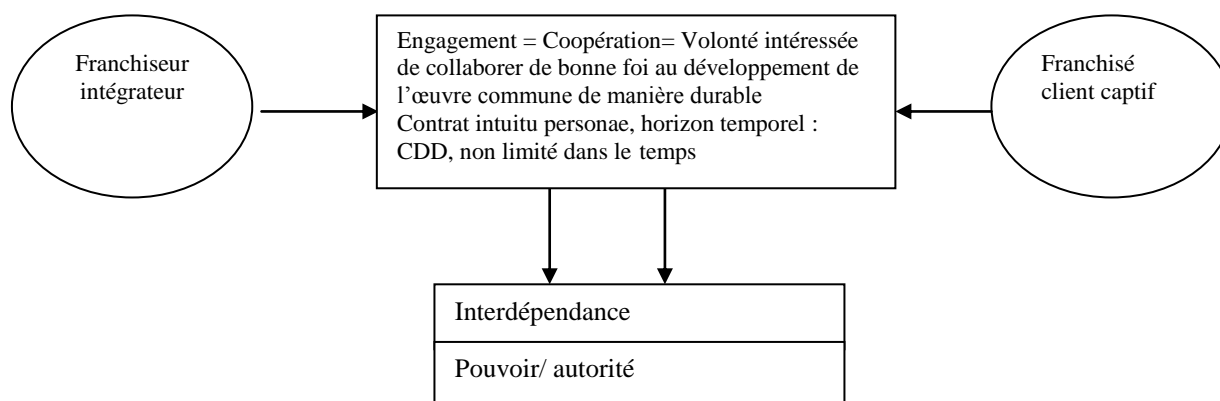 Franchiseur
intégrateur
Engagement = Coopération= Volonté intéressée
de collaborer de bonne foi au développement de
l’œuvre commune de manière durable
Contrat intuitu personae, horizon temporel :
CDD, non limité dans le temps
Franchisé
client captif
Interdépendance
Pouvoir/ autorité